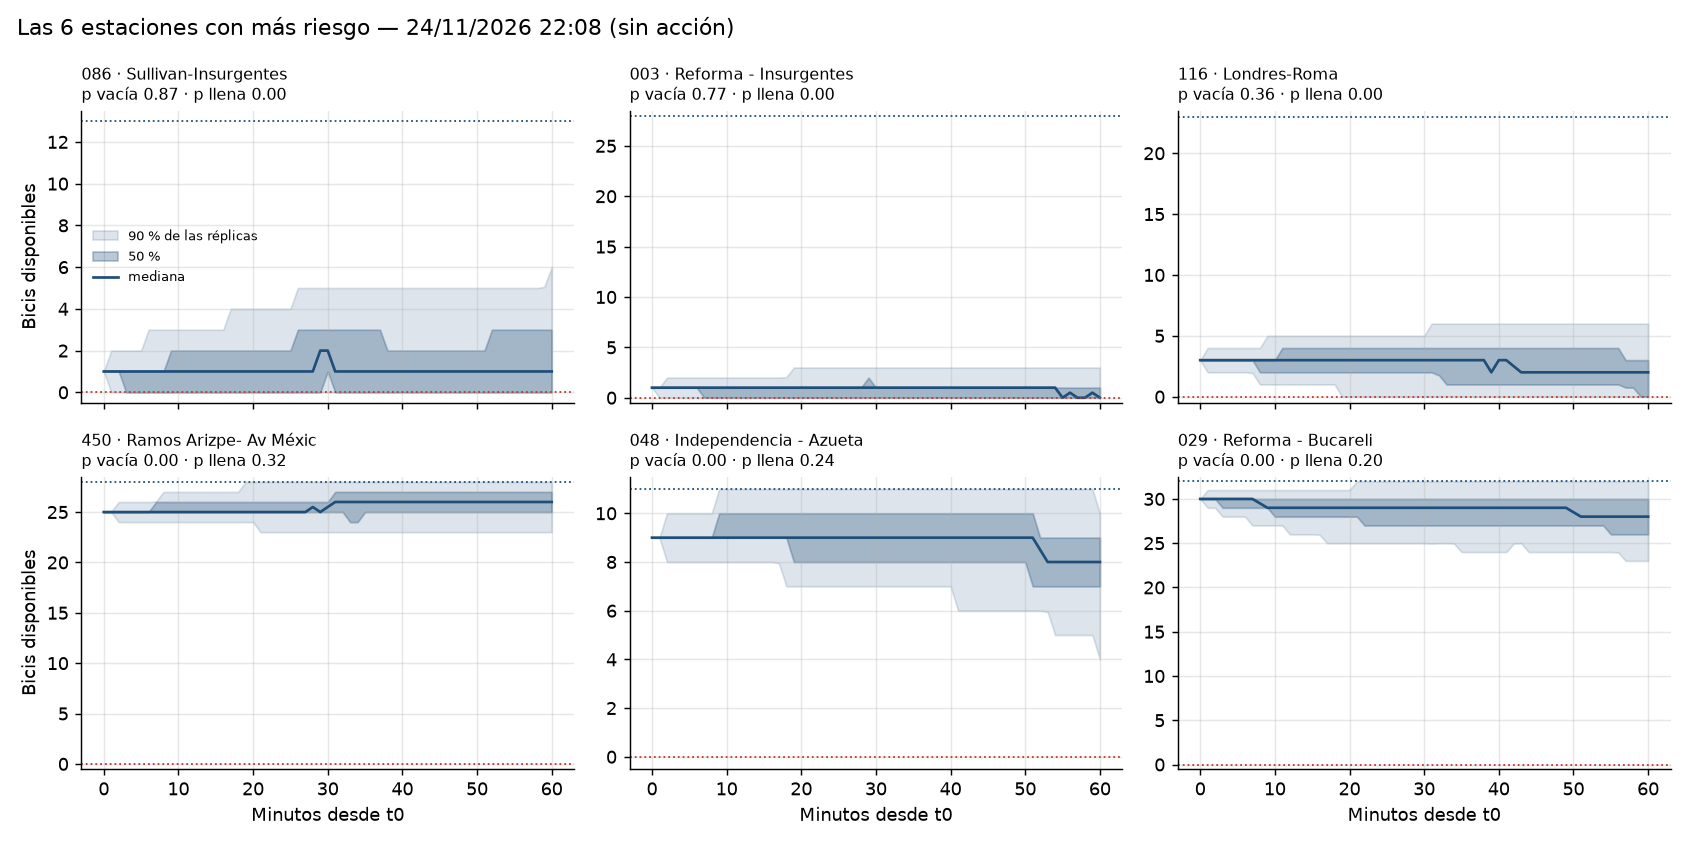 Las 6 estaciones con más riesgo — 24/11/2026 22:08 (sin acción)
086 · Sullivan-Insurgentes
p vacía 0.87 · p llena 0.00
12
10
8
6
4
2
0
Bicis disponibles
90 % de las réplicas
50 %
mediana
003 · Reforma - Insurgentes
p vacía 0.77 · p llena 0.00
25
20
15
10
5
0
116 · Londres-Roma
p vacía 0.36 · p llena 0.00
20
15
10
5
0
450 · Ramos Arizpe- Av Méxic
p vacía 0.00 · p llena 0.32
25
20
15
10
5
0
Bicis disponibles
0 10 20 30 40 50 60
Minutos desde t0
048 · Independencia - Azueta
p vacía 0.00 · p llena 0.24
10
8
6
4
2
0
0 10 20 30 40 50 60
Minutos desde t0
029 · Reforma - Bucareli
p vacía 0.00 · p llena 0.20
30
25
20
15
10
5
0
0 10 20 30 40 50 60
Minutos desde t0